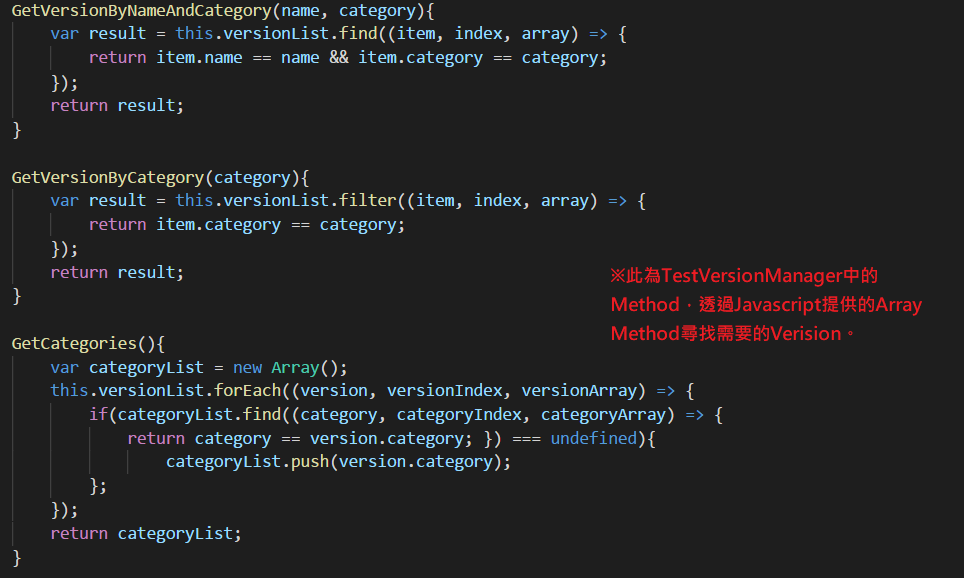 GetVersionByNameAndCategory(name, category){
var result = this.versionList.find((item, index, array) => {
return item.name == name && item.category == category;
});
return result;
}
GetVersionByCategory(category){
var result = this.versionList.filter((item, index, array) => {
return item.category == category;
});
return result;
}
※此為TestVersionManager中的
Method，透過Javascript提供的Array
Method尋找需要的Verision。
GetCategories(){
var categoryList = new Array();
this.versionList.forEach((version, versionIndex, versionArray) => {
if(categoryList.find((category, categoryIndex, categoryArray) => {
return category == version.category; }) === undefined){
categoryList.push(version.category);
};
});
return categoryList;
}